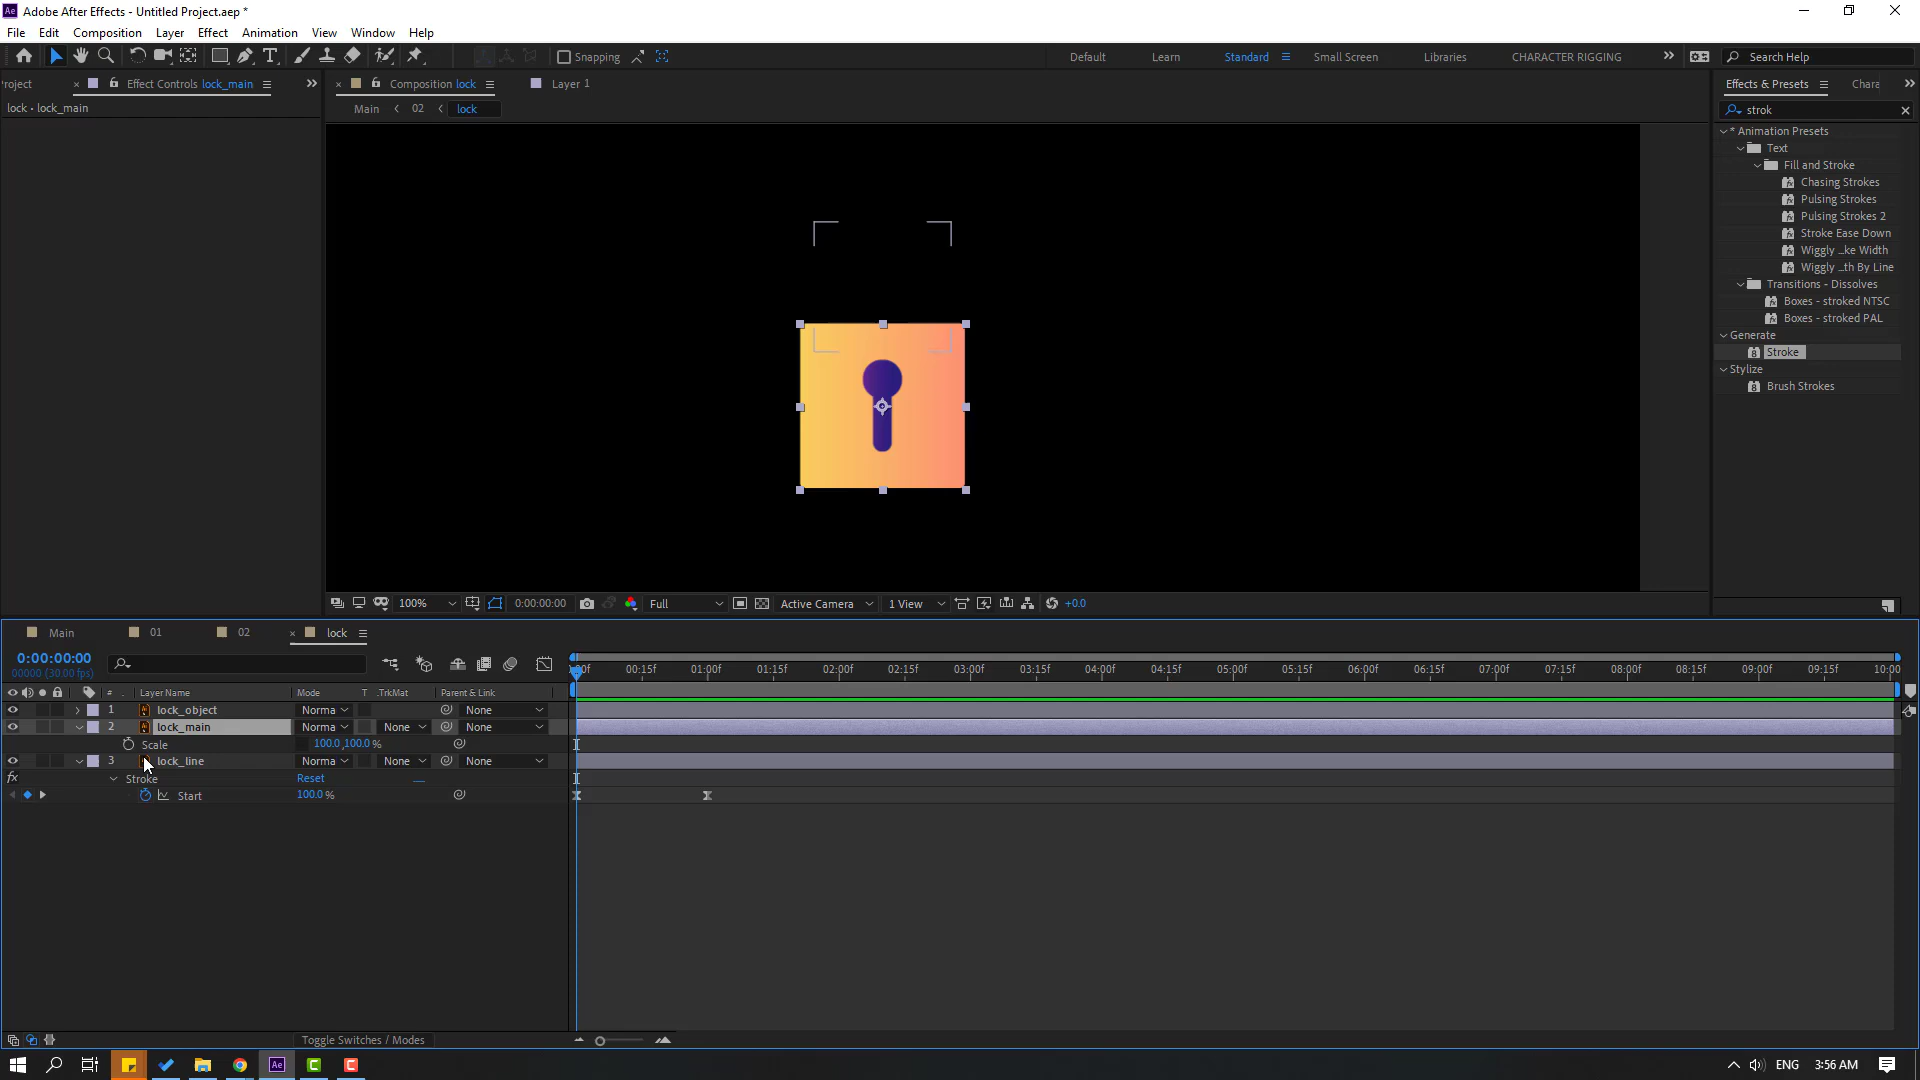 Adobe After Effects - Untitled Project.aep *
File Edit Composition Layer Effect Animation View Window Help
Snapping
Default Learn Standard Small Screen Libraries CHARACTER RIGGING Search Help
roject Effect Controls lock_main Composition lock Layer 1 Effects & Presets Chara
lock • lock_main
Main 02 lock
strok
* Animation Presets
Text
Fill and Stroke
Chasing Strokes
Pulsing Strokes
Pulsing Strokes 2
Stroke Ease Down
Wiggly ...ke Width
Wiggly ...th By Line
Transitions - Dissolves
Boxes - stroked NTSC
Boxes - stroked PAL
Generate
Stroke
Stylize
Brush Strokes
100% 0:00:00:00 Full Active Camera 1 View +0.0
Main 01 02 lock
0:00:00:00
00000 (30.00 fps)
:00f 00:15f 01:00f 01:15f 02:00f 02:15f 03:00f 03:15f 04:00f 04:15f 05:00f 05:15f 06:00f 06:15f 07:00f 07:15f 08:00f 08:15f 09:00f 09:15f 10:00
# Layer Name Mode T .TrkMat Parent & Link
1 lock_object Norma None
2 lock_main Norma None None
Scale 100.0,100.0 %
3 lock_line Norma None None
fx Stroke Reset
Start 100.0 %
Toggle Switches / Modes
ENG 3:56 AM